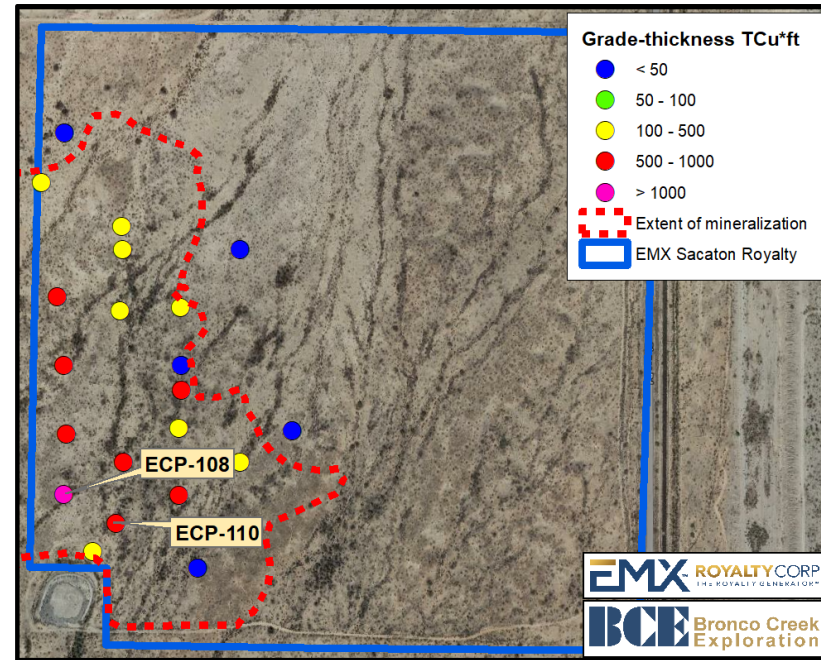 Grade-thickness TCu*ft
< 50
50 - 100
100 - 500
500 - 1000
> 1000
Extent of mineralization
EMX Sacaton Royalty
ECP-108
ECP-110
EMX ROYALTY CORP
THE ROYALTY GENERATOR™
BCE Bronco Creek
Exploration